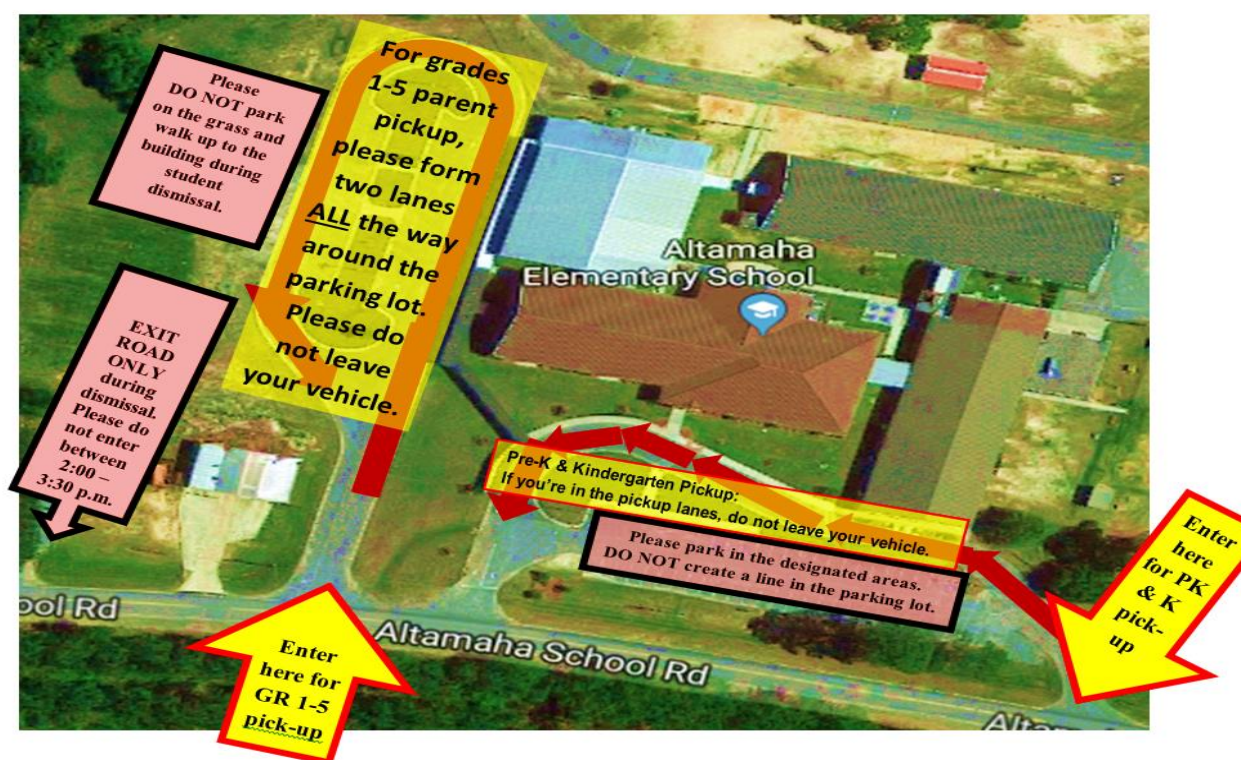 Please
DO NOT park
on the grass and
walk up to the
building during
student
dismissal.
For grades
1-5 parent
pickup,
please form
two lanes
ALL the way
around the
parking lot.
Please do
not leave
your vehicle.
Altamaha
Elementary School
EXIT
ROAD
ONLY
during
dismissal.
Please do
not enter
between
2:00 –
3:30 p.m.
Pre-K & Kindergarten Pickup:
If you're in the pickup lanes, do not leave your vehicle.
Please park in the designated areas.
DO NOT create a line in the parking lot.
Enter
here
for PK
& K
pick-
up
ool Rd
Altamaha School Rd
Enter
here for
GR 1-5
pick-up
Altam